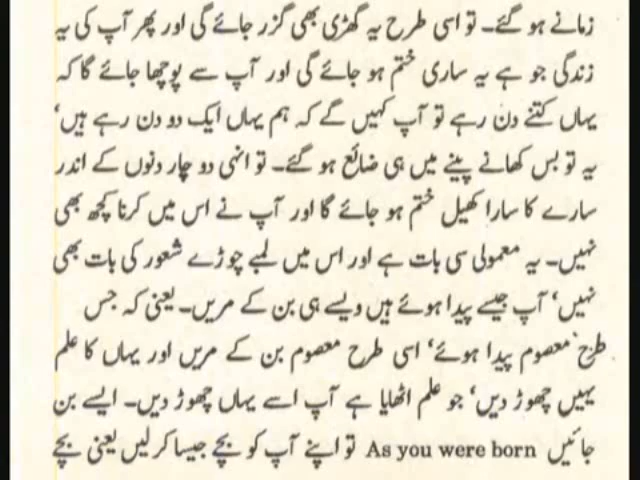 زمانے ہو گئے۔ تو اسی طرح یہ گھڑی بھی گزر جائے گی اور پھر آپ کی یہ
زندگی جو ہے یہ ساری ختم ہو جائے گی اور آپ سے پوچھا جائے گا کہ
یہاں کتنے دن رہے تو آپ کہیں گے کہ ہم یہاں ایک دو دن رہے ہیں‘
یہ تو بس کھانے پینے میں ہی ضائع ہو گئے۔ تو انہی دو چار دنوں کے اندر
سارے کا سارا کھیل ختم ہو جائے گا اور آپ نے اس میں کرنا کچھ بھی
نہیں۔ یہ معمولی سی بات ہے اور اس میں لمبے چوڑے شعور کی بات بھی
نہیں‘ آپ جیسے پیدا ہوئے ہیں ویسے ہی بن کے مریں۔ یعنی کہ جس
طرح معصوم پیدا ہوئے‘ اسی طرح معصوم بن کے مریں اور یہاں کا علم
یہیں چھوڑ دیں‘ جو علم اٹھایا ہے آپ اسے یہاں چھوڑ دیں۔ ایسے بن
جائیں As you were born تو اپنے آپ کو بچے جیسا کر لیں یعنی بچے